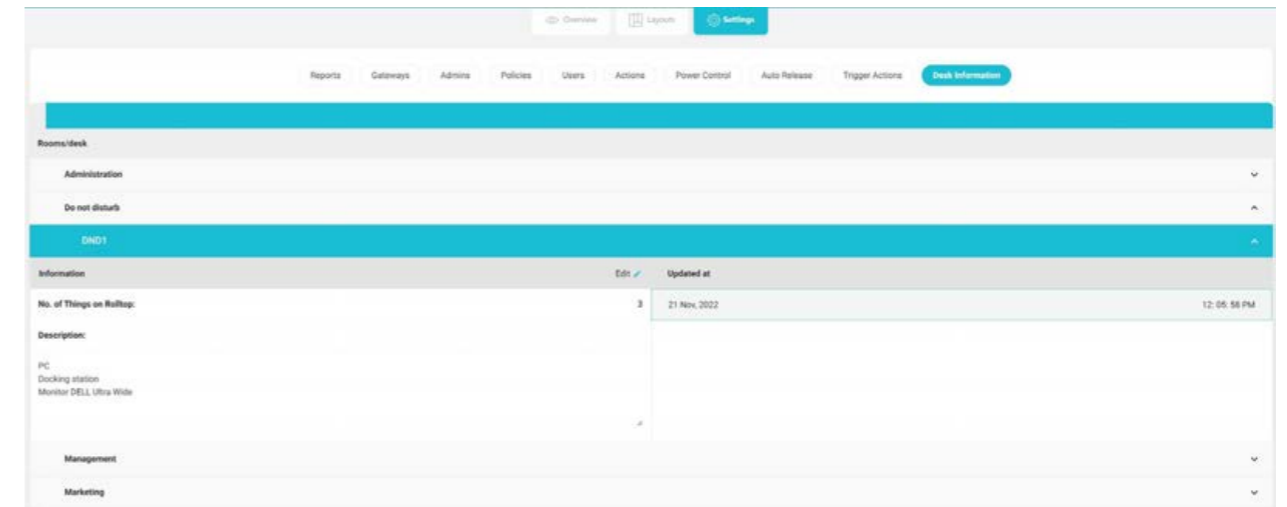 Overview Layouts Settings
Reports Gateways Admins Policies Users Actions Power Control Auto Release Trigger Actions Desk Information
Rooms/desk
Administration
Do not disturb
DND1
Information Edit Updated at
No. of Things on Rolltop: 3 21 Nov, 2022 12: 05: 58 PM
Description:
PC
Docking station
Monitor DELL Ultra Wide
Management
Marketing